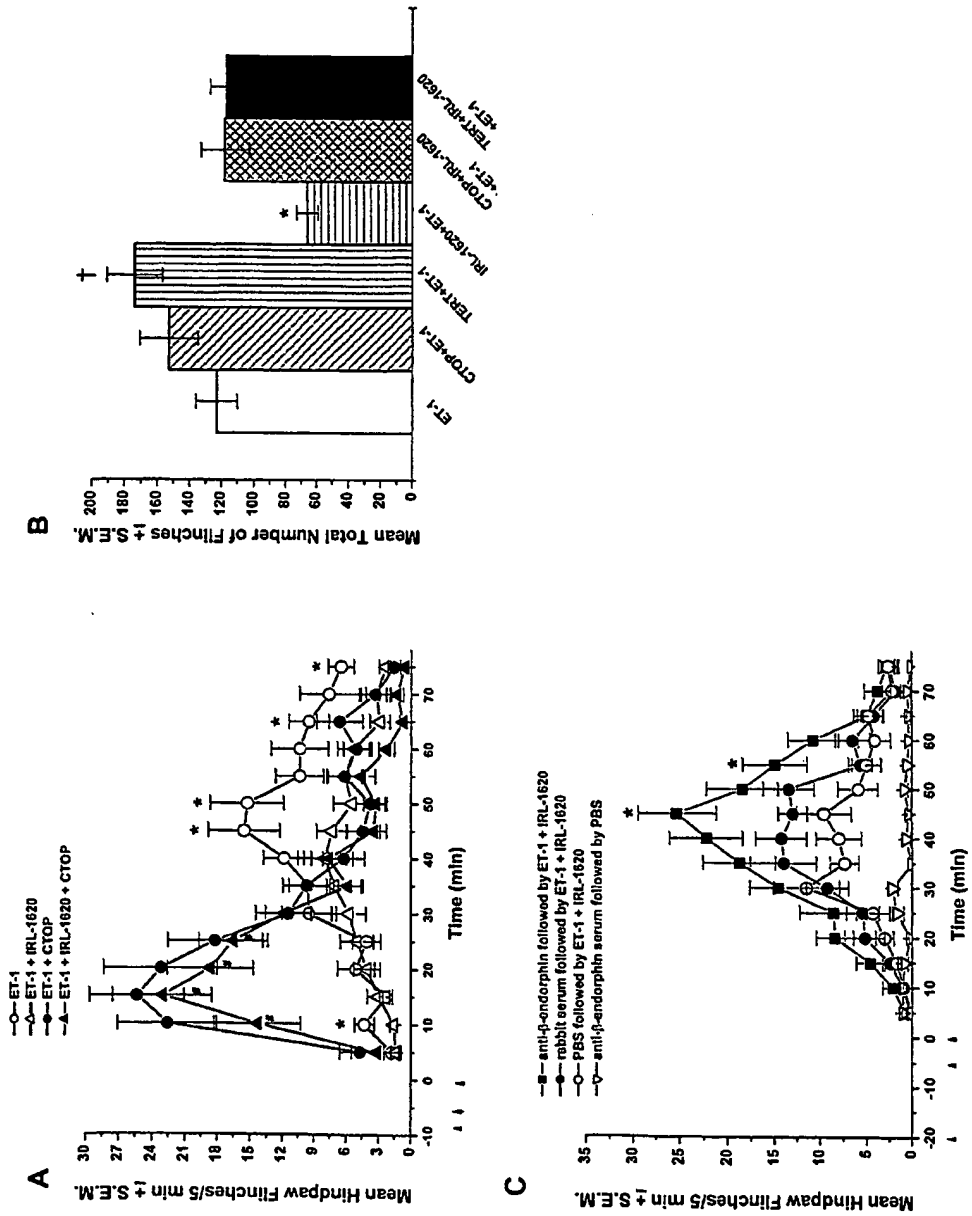 A
ET-1
ET-1 + IRL-1620
ET-1 + CTOP
ET-1 + IRL-1620 + CTOP
Mean Hindpaw Flinches/5 min ± S.E.M.
30
27
24
21
18
15
12
9
6
3
0
* * * * *
# # # #
-10 0 10 20 30 40 50 60 70
Time (min)
B
Mean Total Number of Flinches ± S.E.M.
200
180
160
140
120
100
80
60
40
20
0
†
*
ET-1
CTOP+ET-1
TERT+ET-1
IRL-1620+ET-1
CTOP+IRL-1620
+ET-1
TERT+IRL-1620
+ET-1
C
anti-β-endorphin followed by ET-1 + IRL-1620
rabbit serum followed by ET-1 + IRL-1620
PBS followed by ET-1 + IRL-1620
anti-β-endorphin serum followed by PBS
Mean Hindpaw Flinches/5 min ± S.E.M.
35
30
25
20
15
10
5
0
* *
-20 -10 0 10 20 30 40 50 60 70
Time (min)